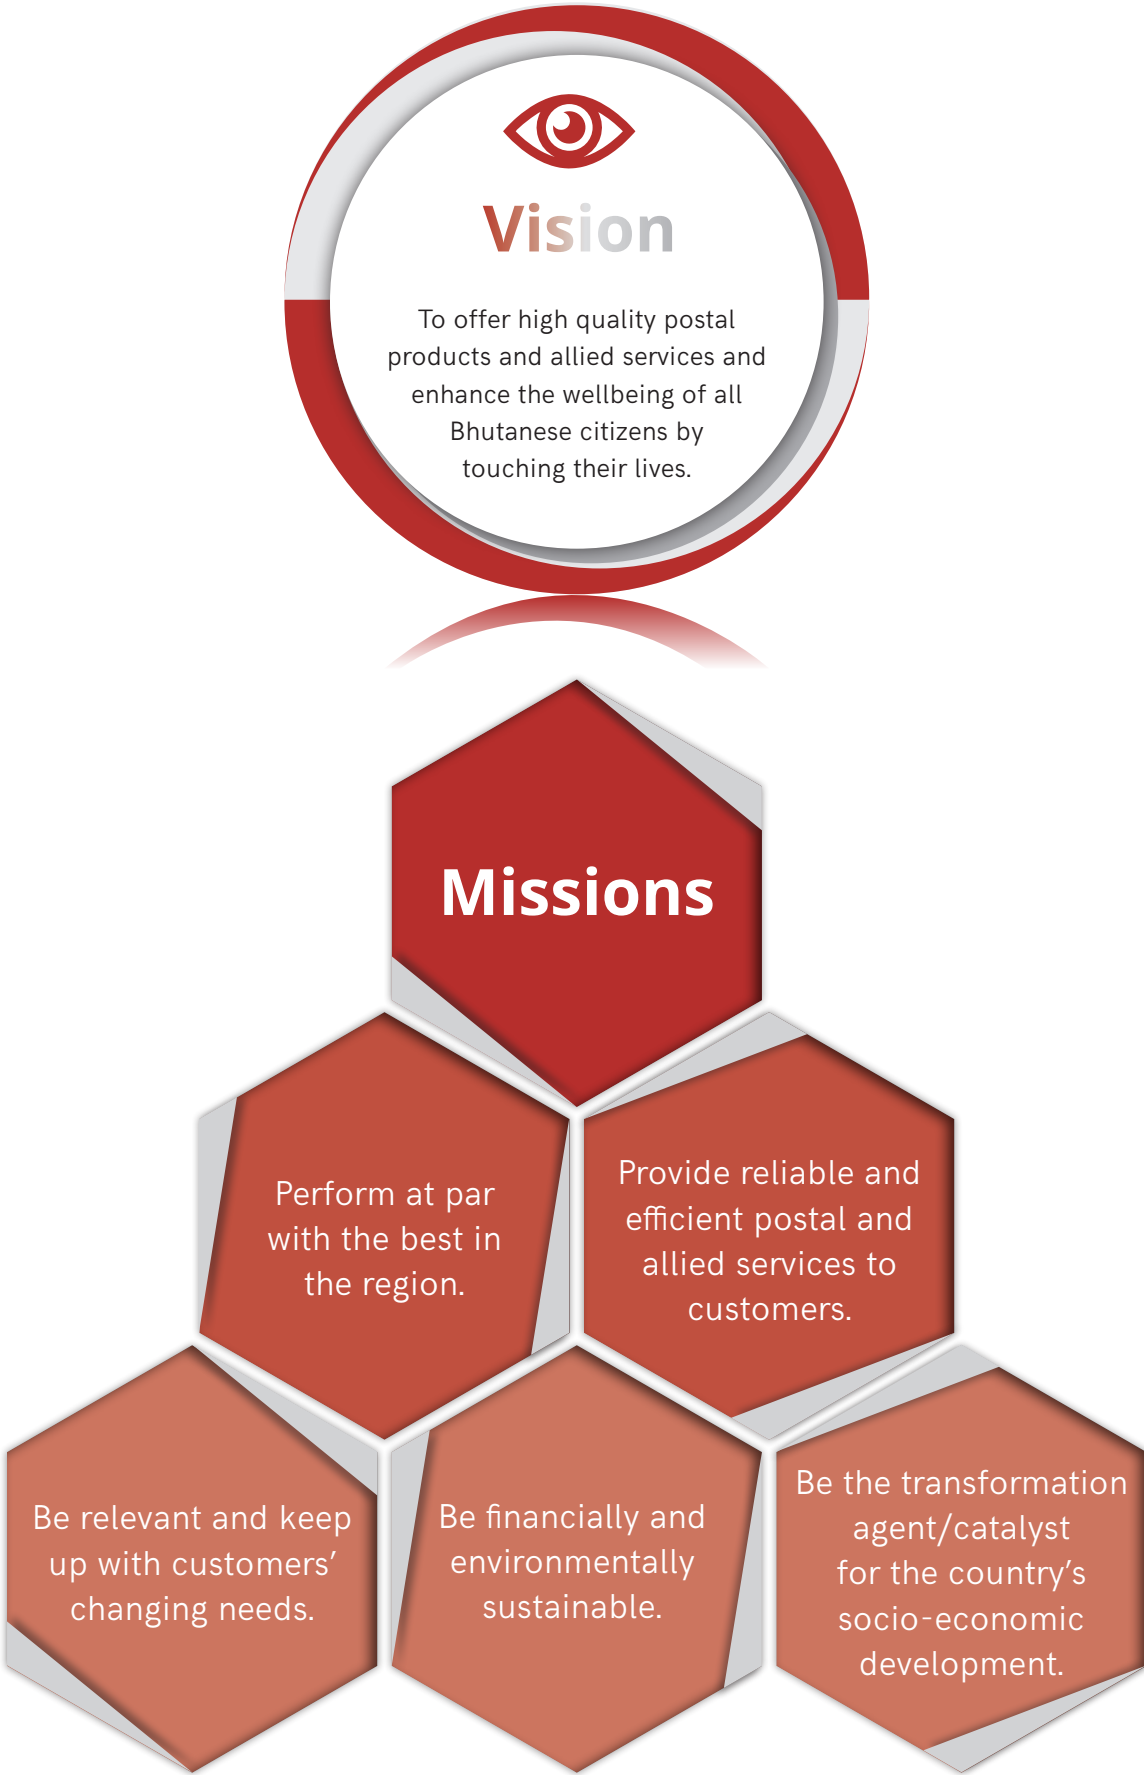 Vision
To offer high quality postal
products and allied services and
enhance the wellbeing of all
Bhutanese citizens by
touching their lives.
Missions
Perform at par
with the best in
the region.
Provide reliable and
efficient postal and
allied services to
customers.
Be relevant and keep
up with customers’
changing needs.
Be financially and
environmentally
sustainable.
Be the transformation
agent/catalyst
for the country’s
socio-economic
development.